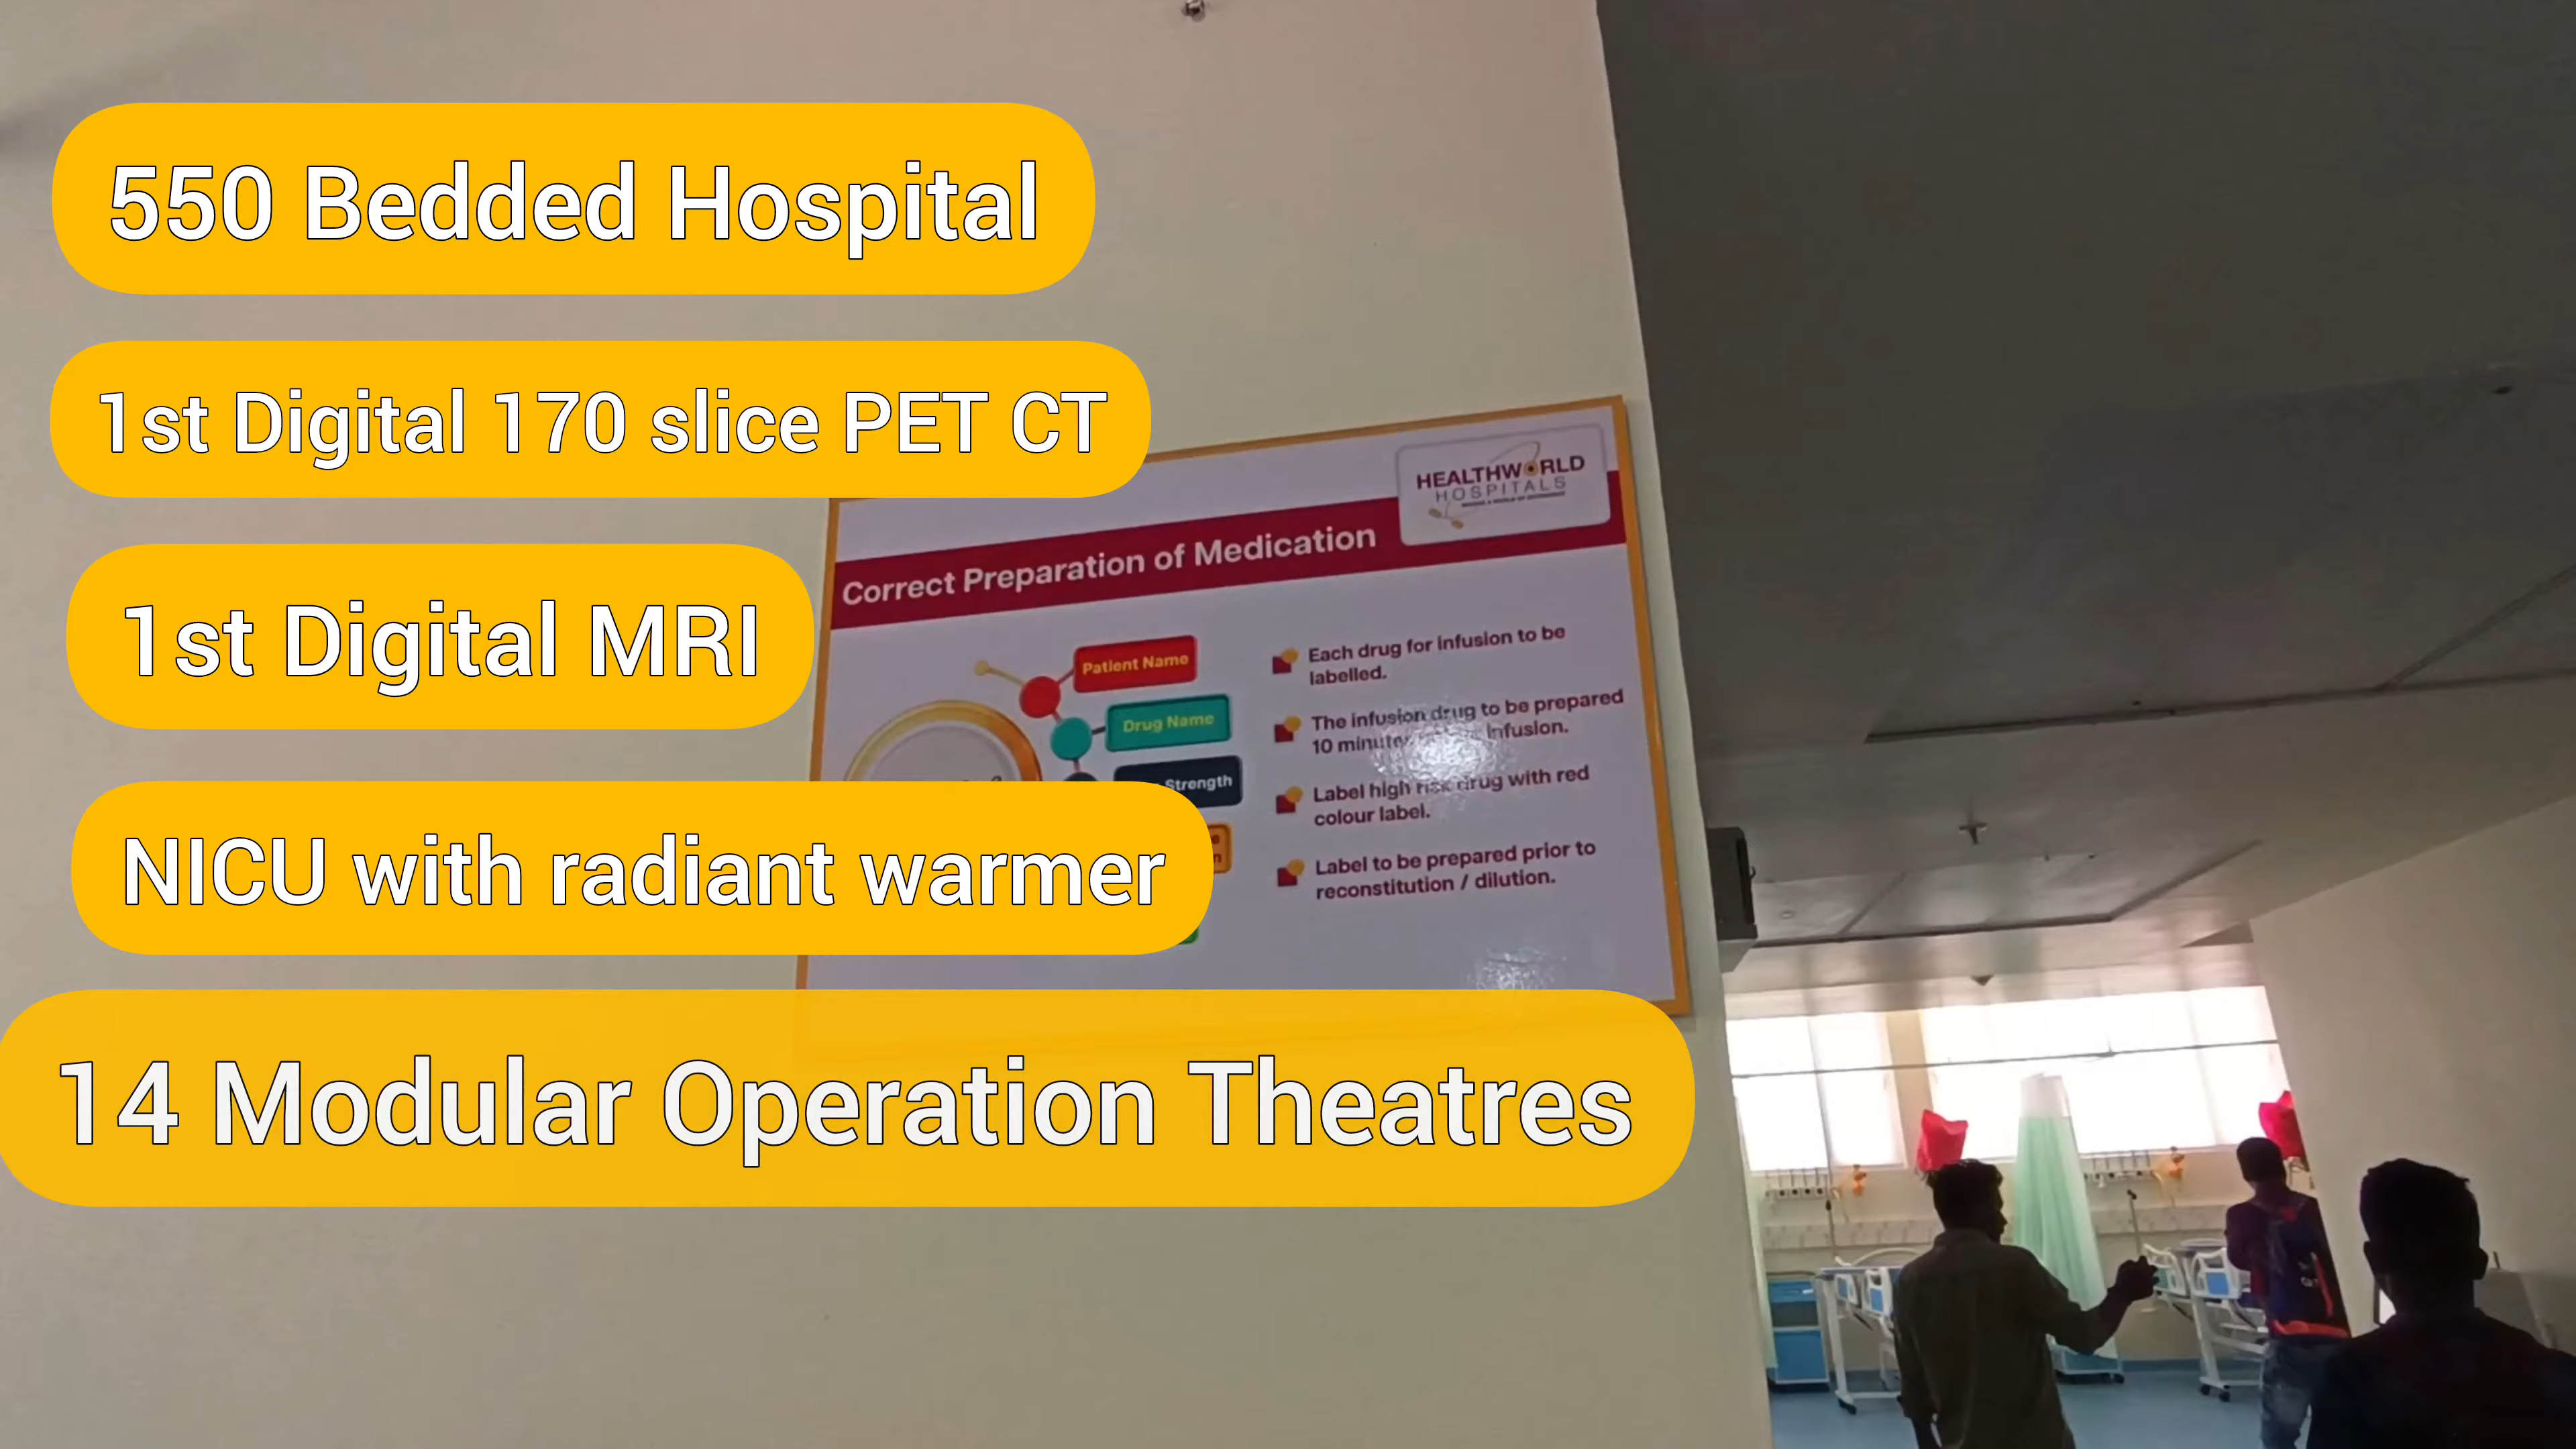 550 Bedded Hospital
1st Digital 170 slice PET CT
1st Digital MRI
NICU with radiant warmer
14 Modular Operation Theatres
HEALTHWORLD
HOSPITALS
Correct Preparation of Medication
Patient Name
Drug Name
Strength
Each drug for infusion to be
labelled.
The infusion drug to be prepared
10 minutes infusion.
Label high risk drug with red
colour label.
Label to be prepared prior to
reconstitution / dilution.